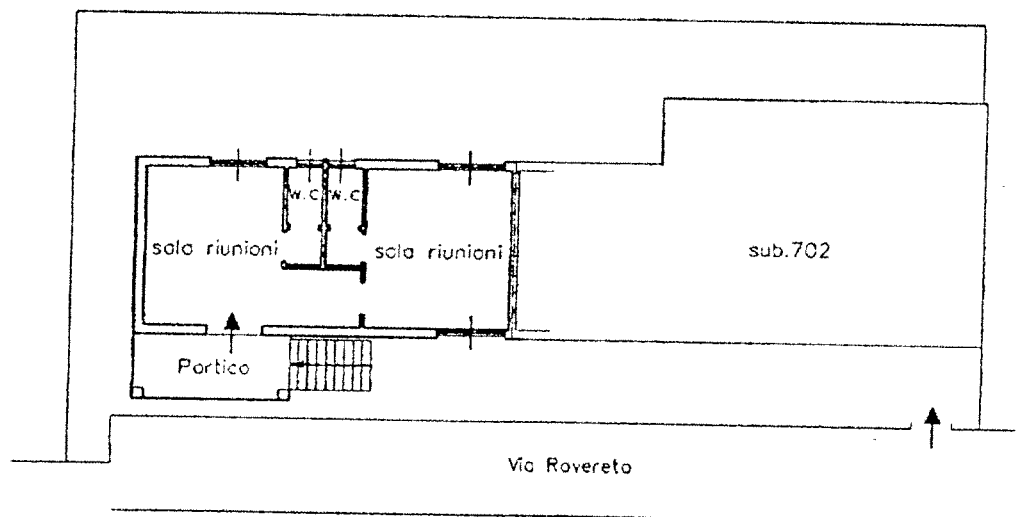 w.c
w.c
sala riunioni
sala riunioni
sub.702
Portico
Via Rovereto